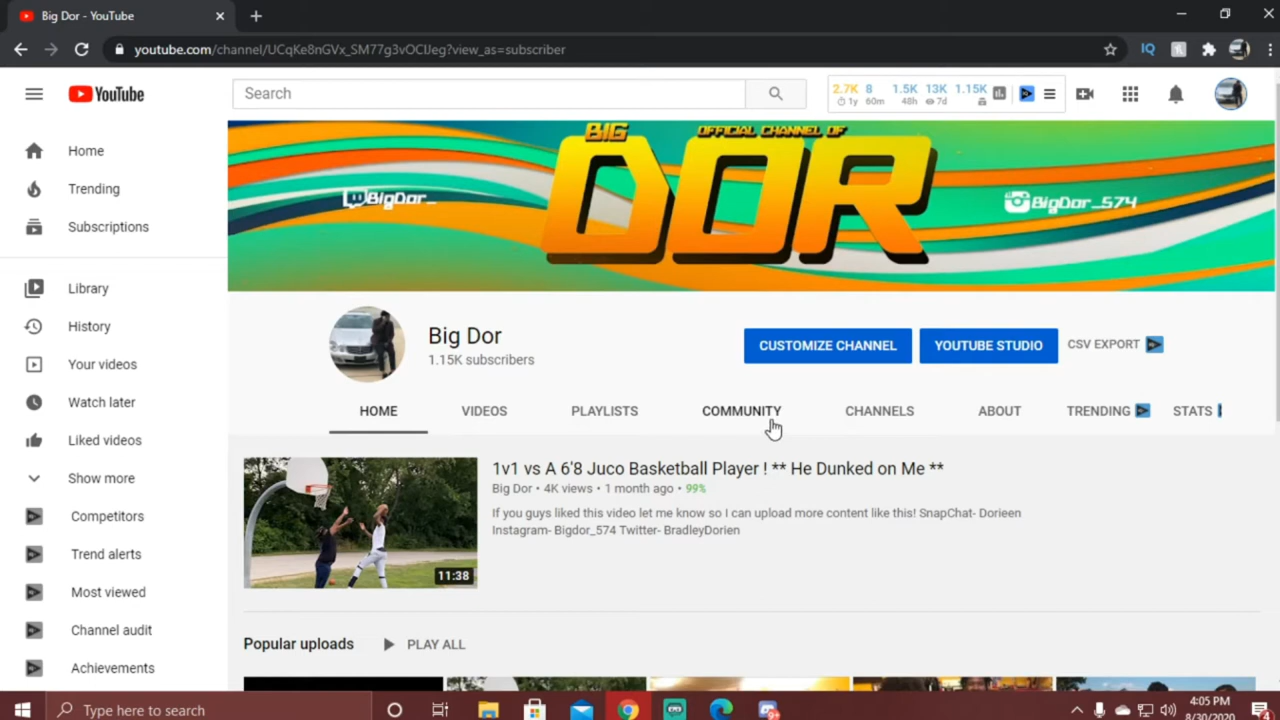 Big Dor - YouTube
youtube.com/channel/UCqKe8nGVx_SM77g3vOCIJeg?view_as=subscriber
IQ
YouTube
Search
2.7K 8 1.5K 13K 1.15K
1y 60m 48h 7d
Home
Trending
Subscriptions
Library
History
Your videos
Watch later
Liked videos
Show more
Competitors
Trend alerts
Most viewed
Channel audit
Achievements
BIG OFFICIAL CHANNEL OF
DOR
BigDor_
BigDor_574
Big Dor
1.15K subscribers
CUSTOMIZE CHANNEL
YOUTUBE STUDIO
CSV EXPORT
HOME VIDEOS PLAYLISTS COMMUNITY CHANNELS ABOUT TRENDING STATS
1v1 vs A 6'8 Juco Basketball Player ! ** He Dunked on Me **
Big Dor • 4K views • 1 month ago • 99%
If you guys liked this video let me know so I can upload more content like this! SnapChat- Dorieen
Instagram- Bigdor_574 Twitter- BradleyDorien
11:38
Popular uploads PLAY ALL
Type here to search
4:05 PM
8/30/2020